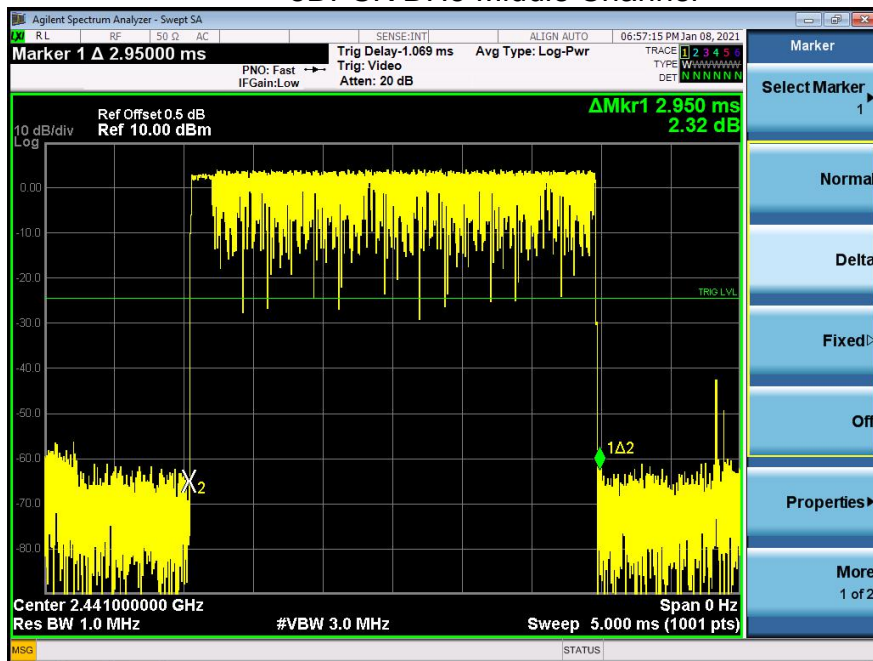 Agilent Spectrum Analyzer - Swept SA
RL RF 50 Ω AC SENSE:INT ALIGN AUTO 06:57:15 PM Jan 08, 2021
Marker 1 Δ 2.95000 ms
Trig Delay-1.069 ms Avg Type: Log-Pwr TRACE 1 2 3 4 5 6
PNO: Fast Trig: Video TYPE WWWWWW
IFGain:Low Atten: 20 dB DET N N N N N N
Marker
Select Marker
1
Normal
Delta
Fixed
Off
Properties
More
1 of 2
ΔMkr1 2.950 ms
2.32 dB
Ref Offset 0.5 dB
10 dB/div Ref 10.00 dBm
Log
0.00
-10.0
-20.0
TRIG LVL
-30.0
-40.0
-50.0
-60.0
1Δ2
X2
-70.0
-80.0
Center 2.441000000 GHz Span 0 Hz
Res BW 1.0 MHz #VBW 3.0 MHz Sweep 5.000 ms (1001 pts)
MSG STATUS